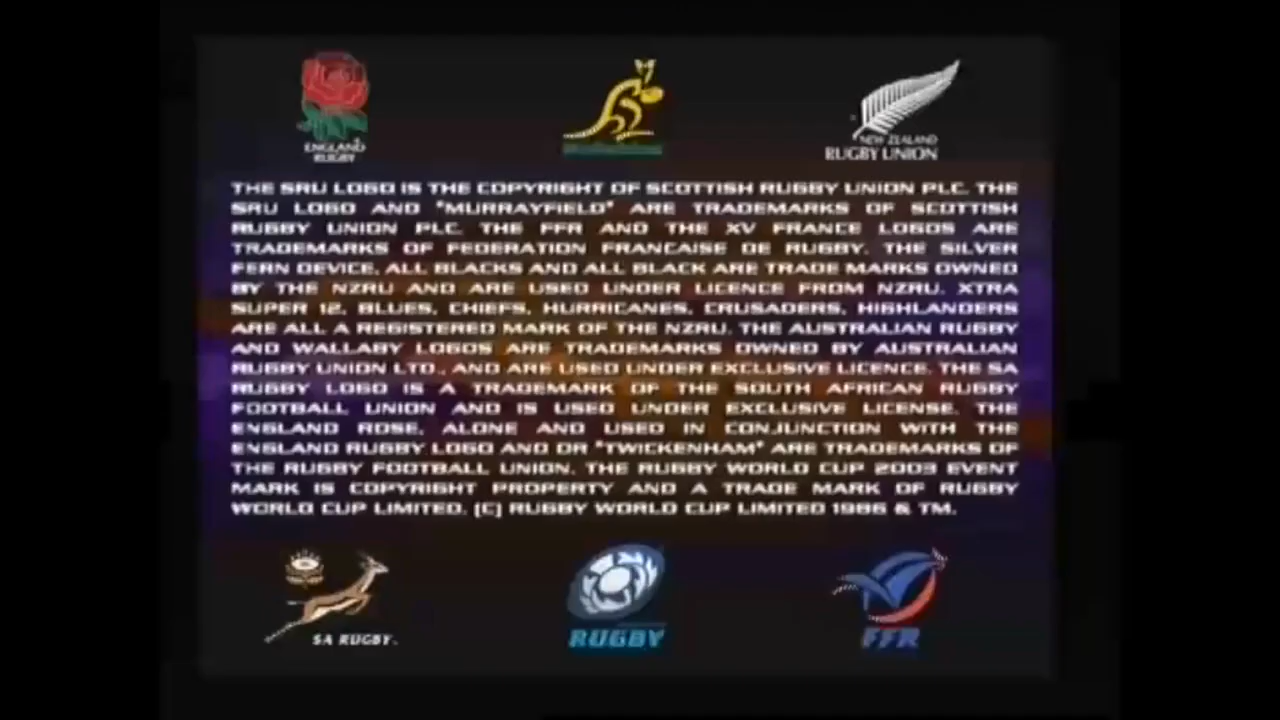 ENGLAND
RUGBY
NEW ZEALAND
RUGBY UNION
THE SRU LOGO IS THE COPYRIGHT OF SCOTTISH RUGBY UNION PLC. THE
SRU LOGO AND "MURRAYFIELD" ARE TRADEMARKS OF SCOTTISH
RUGBY UNION PLC. THE FFR AND THE XV FRANCE LOGOS ARE
TRADEMARKS OF FEDERATION FRANCAISE DE RUGBY. THE SILVER
FERN DEVICE, ALL BLACKS AND ALL BLACK ARE TRADE MARKS OWNED
BY THE NZRU AND ARE USED UNDER LICENCE FROM NZRU. XTRA
SUPER 12, BLUES, CHIEFS, HURRICANES, CRUSADERS, HIGHLANDERS
ARE ALL A REGISTERED MARK OF THE NZRU. THE AUSTRALIAN RUGBY
AND WALLABY LOGOS ARE TRADEMARKS OWNED BY AUSTRALIAN
RUGBY UNION LTD., AND ARE USED UNDER EXCLUSIVE LICENCE. THE SA
RUGBY LOGO IS A TRADEMARK OF THE SOUTH AFRICAN RUGBY
FOOTBALL UNION AND IS USED UNDER EXCLUSIVE LICENSE. THE
ENGLAND ROSE, ALONE AND USED IN CONJUNCTION WITH THE
ENGLAND RUGBY LOGO AND OR "TWICKENHAM" ARE TRADEMARKS OF
THE RUGBY FOOTBALL UNION. THE RUGBY WORLD CUP 2003 EVENT
MARK IS COPYRIGHT PROPERTY AND A TRADE MARK OF RUGBY
WORLD CUP LIMITED. (C) RUGBY WORLD CUP LIMITED 1986 & TM.
SA RUGBY.
RUGBY
FFR